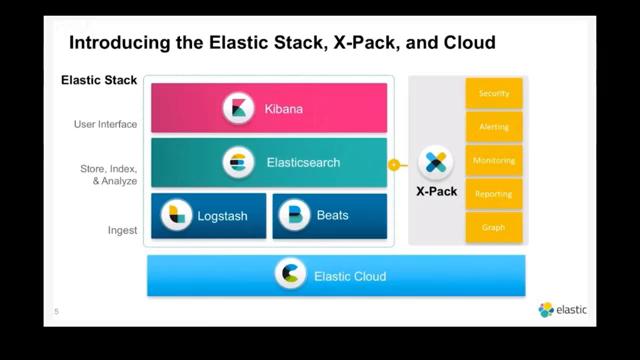 Introducing the Elastic Stack, X-Pack, and Cloud
Elastic Stack
User Interface
Kibana
Store, Index,
& Analyze
Elasticsearch
Ingest
Logstash
Beats
X-Pack
Security
Alerting
Monitoring
Reporting
Graph
Elastic Cloud
5
elastic